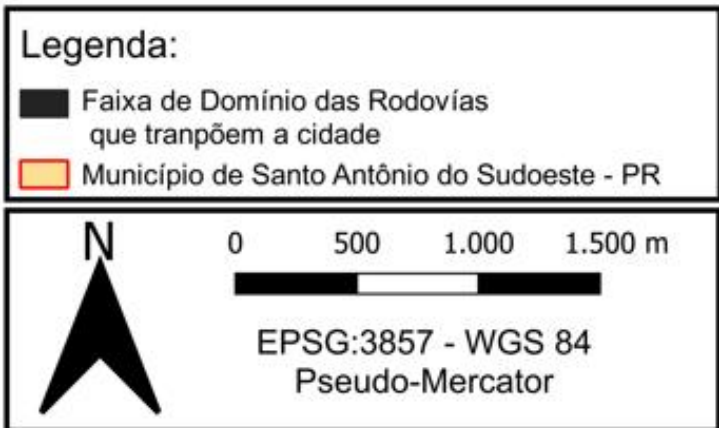 Legenda:
Faixa de Domínio das Rodovías
que tranpõem a cidade
Município de Santo Antônio do Sudoeste - PR
N
0 500 1.000 1.500 m
EPSG:3857 - WGS 84
Pseudo-Mercator